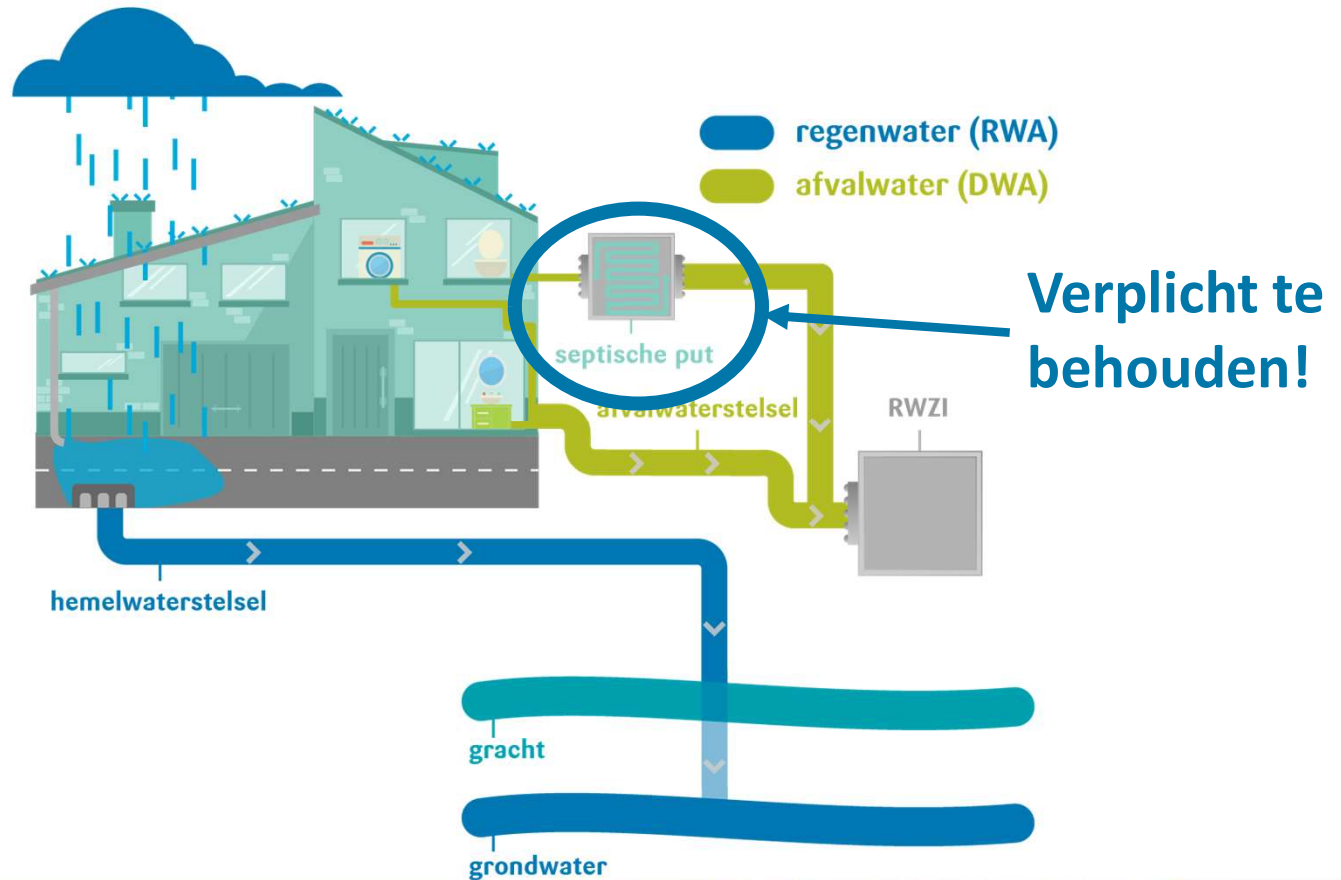 regenwater (RWA)
afvalwater (DWA)
Verplicht te
behouden!
septische put
afvalwaterstelsel
RWZI
hemelwaterstelsel
gracht
grondwater